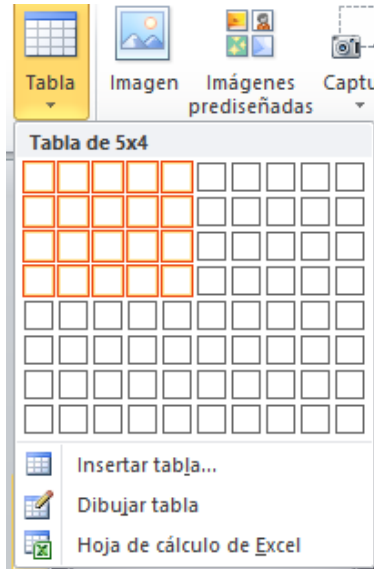 Tabla Imagen Imágenes Captu
prediseñadas
Tabla de 5x4
Insertar tabla...
Dibujar tabla
Hoja de cálculo de Excel